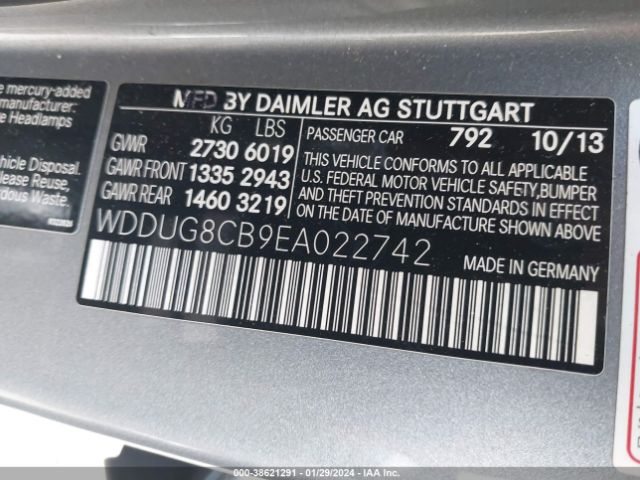 e mercury-added
manufacturer:
e Headlamps
hicle Disposal.
lease Reuse,
dous Waste.
MFD BY DAIMLER AG STUTTGART
KG LBS
GVWR 2730 6019
GAWR FRONT 1335 2943
GAWR REAR 1460 3219
PASSENGER CAR 792 10/13
THIS VEHICLE CONFORMS TO ALL APPLICABLE
U.S. FEDERAL MOTOR VEHICLE SAFETY,BUMPER
AND THEFT PREVENTION STANDARDS IN EFFECT
ON THE DATE OF MANUFACTURE SHOWN ABOVE.
WDDUG8CB9EA022742
MADE IN GERMANY
000-38621291 - 01/29/2024 - IAA Inc.